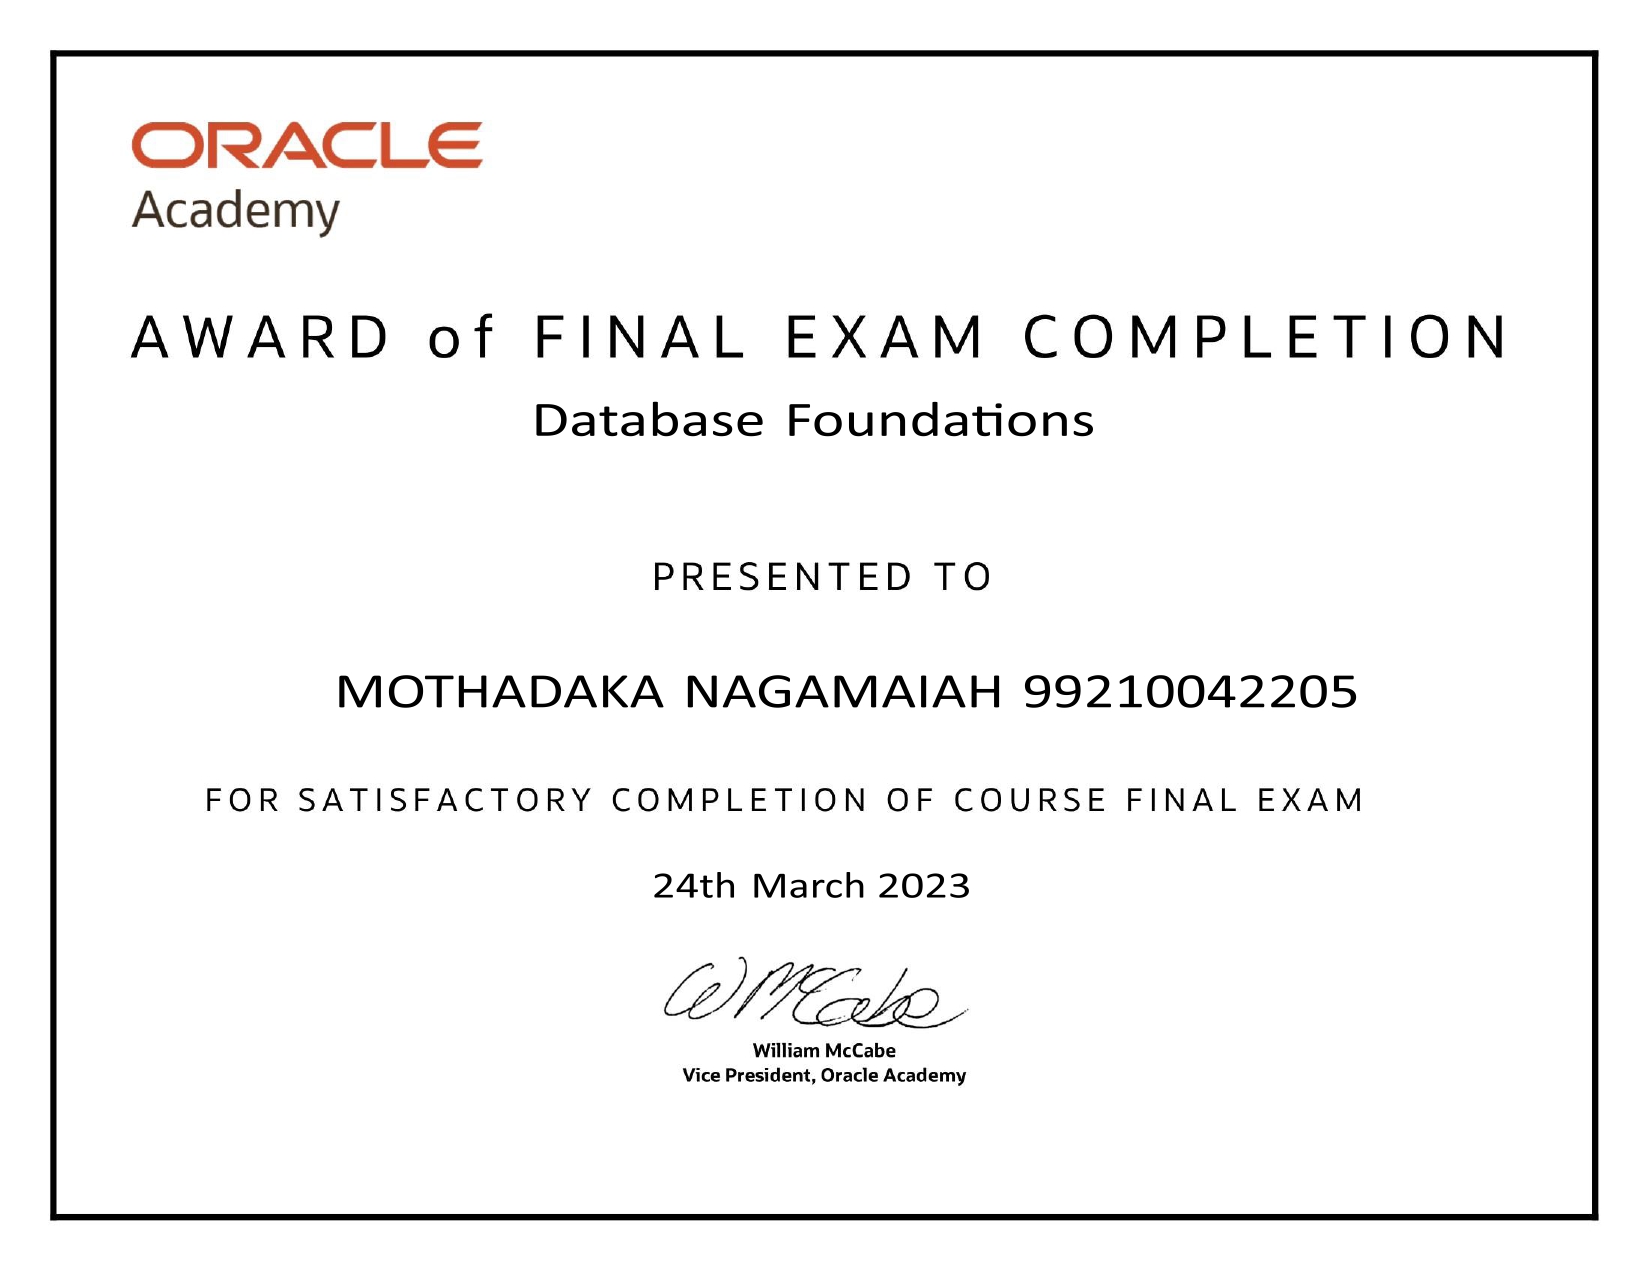 ORACLE
Academy
AWARD of FINAL EXAM COMPLETION
Database Foundations
PRESENTED TO
MOTHADAKA NAGAMAIAH 99210042205
FOR SATISFACTORY COMPLETION OF COURSE FINAL EXAM
24th March 2023
W McCabe
William McCabe
Vice President, Oracle Academy